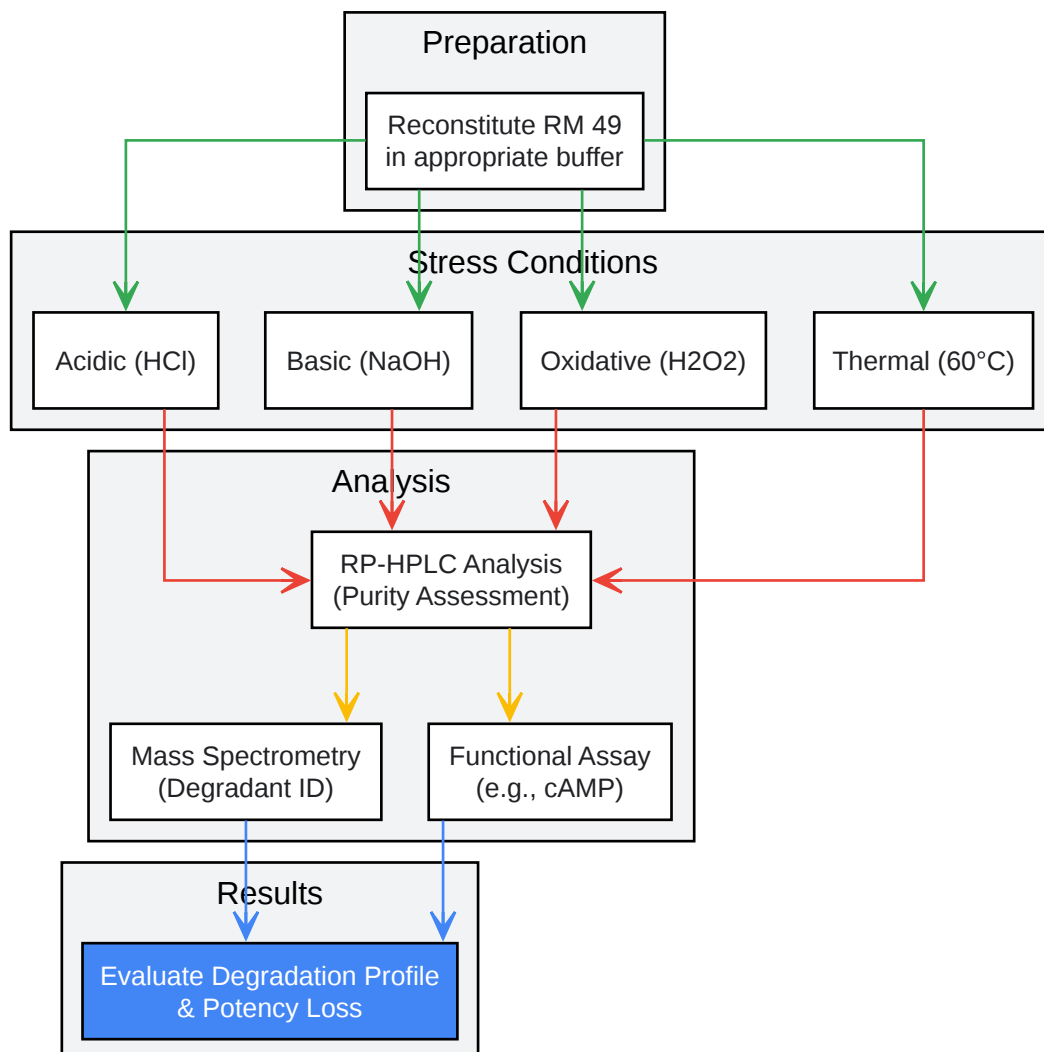 Preparation
Reconstitute RM 49
in appropriate buffer
Stress Conditions
Acidic (HCl)
Basic (NaOH)
Oxidative (H2O2)
Thermal (60°C)
Analysis
RP-HPLC Analysis
(Purity Assessment)
Mass Spectrometry
(Degradant ID)
Functional Assay
(e.g., cAMP)
Results
Evaluate Degradation Profile
& Potency Loss